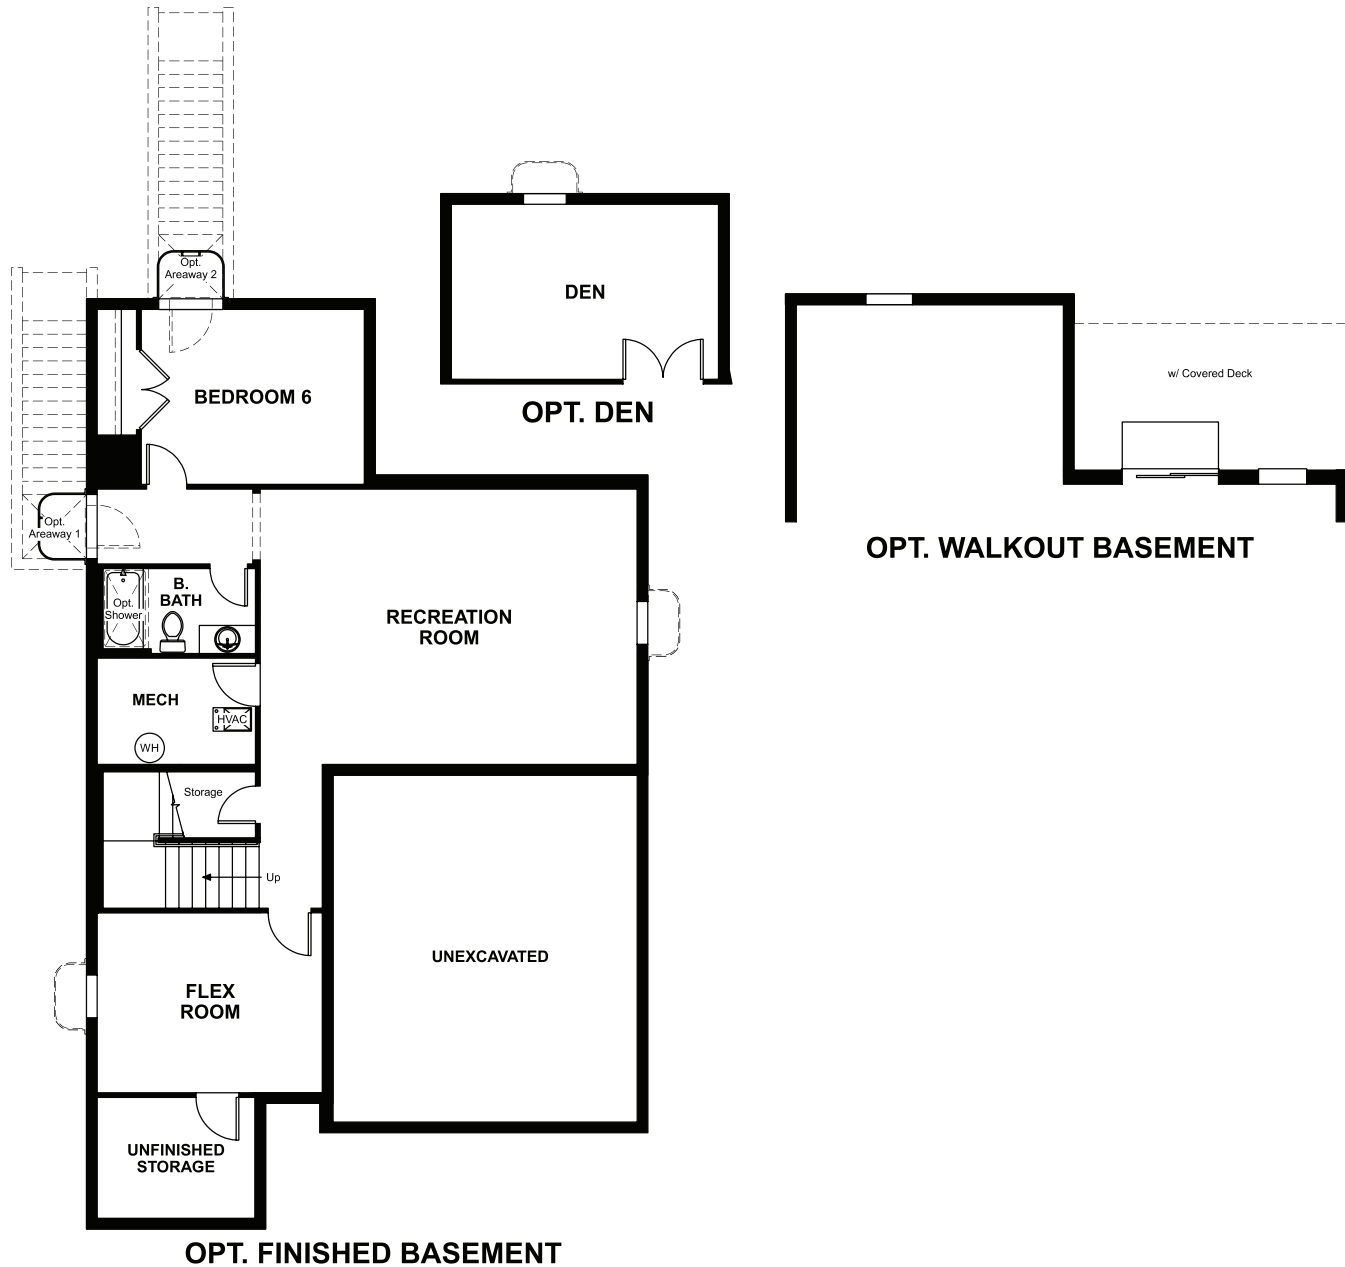 Opt.
Areaway 2
BEDROOM 6
Opt.
Areaway 1
B.
BATH
Opt.
Shower
RECREATION
ROOM
MECH
HVAC
WH
Storage
Up
UNEXCAVATED
FLEX
ROOM
UNFINISHED
STORAGE
OPT. FINISHED BASEMENT
DEN
OPT. DEN
w/ Covered Deck
OPT. WALKOUT BASEMENT